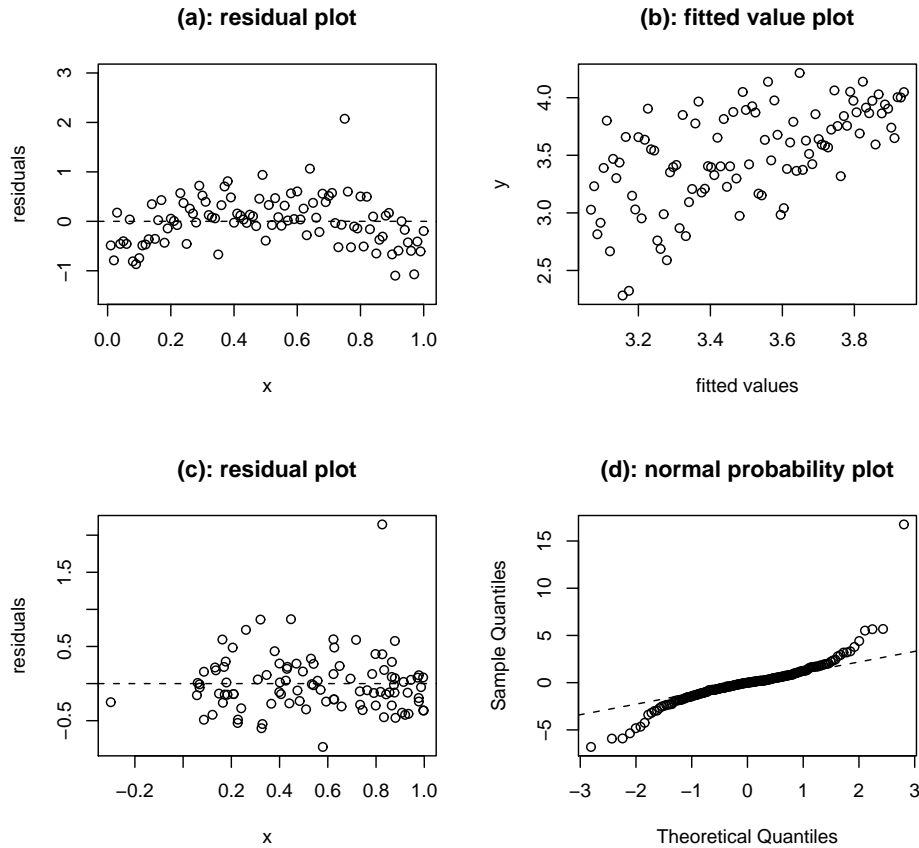 (a): residual plot
residuals
3
2
1
0
−1
0.0 0.2 0.4 0.6 0.8 1.0
x
(b): fitted value plot
y
4.0
3.5
3.0
2.5
3.2 3.4 3.6 3.8
fitted values
(c): residual plot
residuals
1.5
0.5
−0.5
−0.2 0.2 0.4 0.6 0.8 1.0
x
(d): normal probability plot
Sample Quantiles
15
10
5
0
−5
−3 −2 −1 0 1 2 3
Theoretical Quantiles